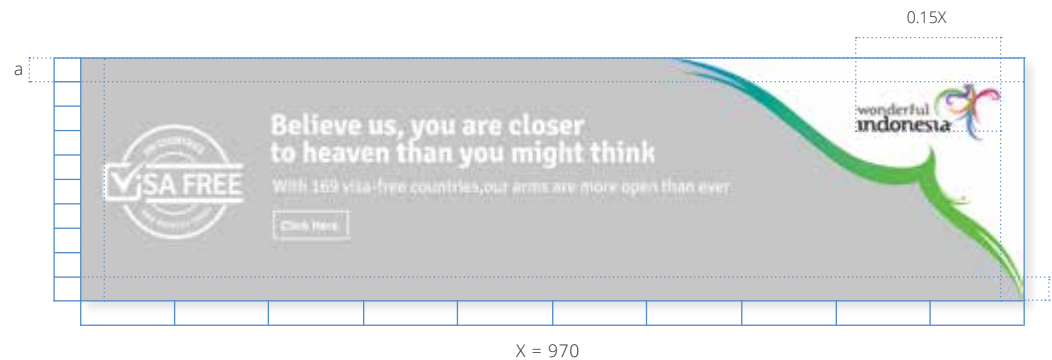 0.15X
a
wonderful
indonesia
Believe us, you are closer
to heaven than you might think
VISA FREE
With 169 visa-free countries,our arms are more open than ever
Click Here
X = 970